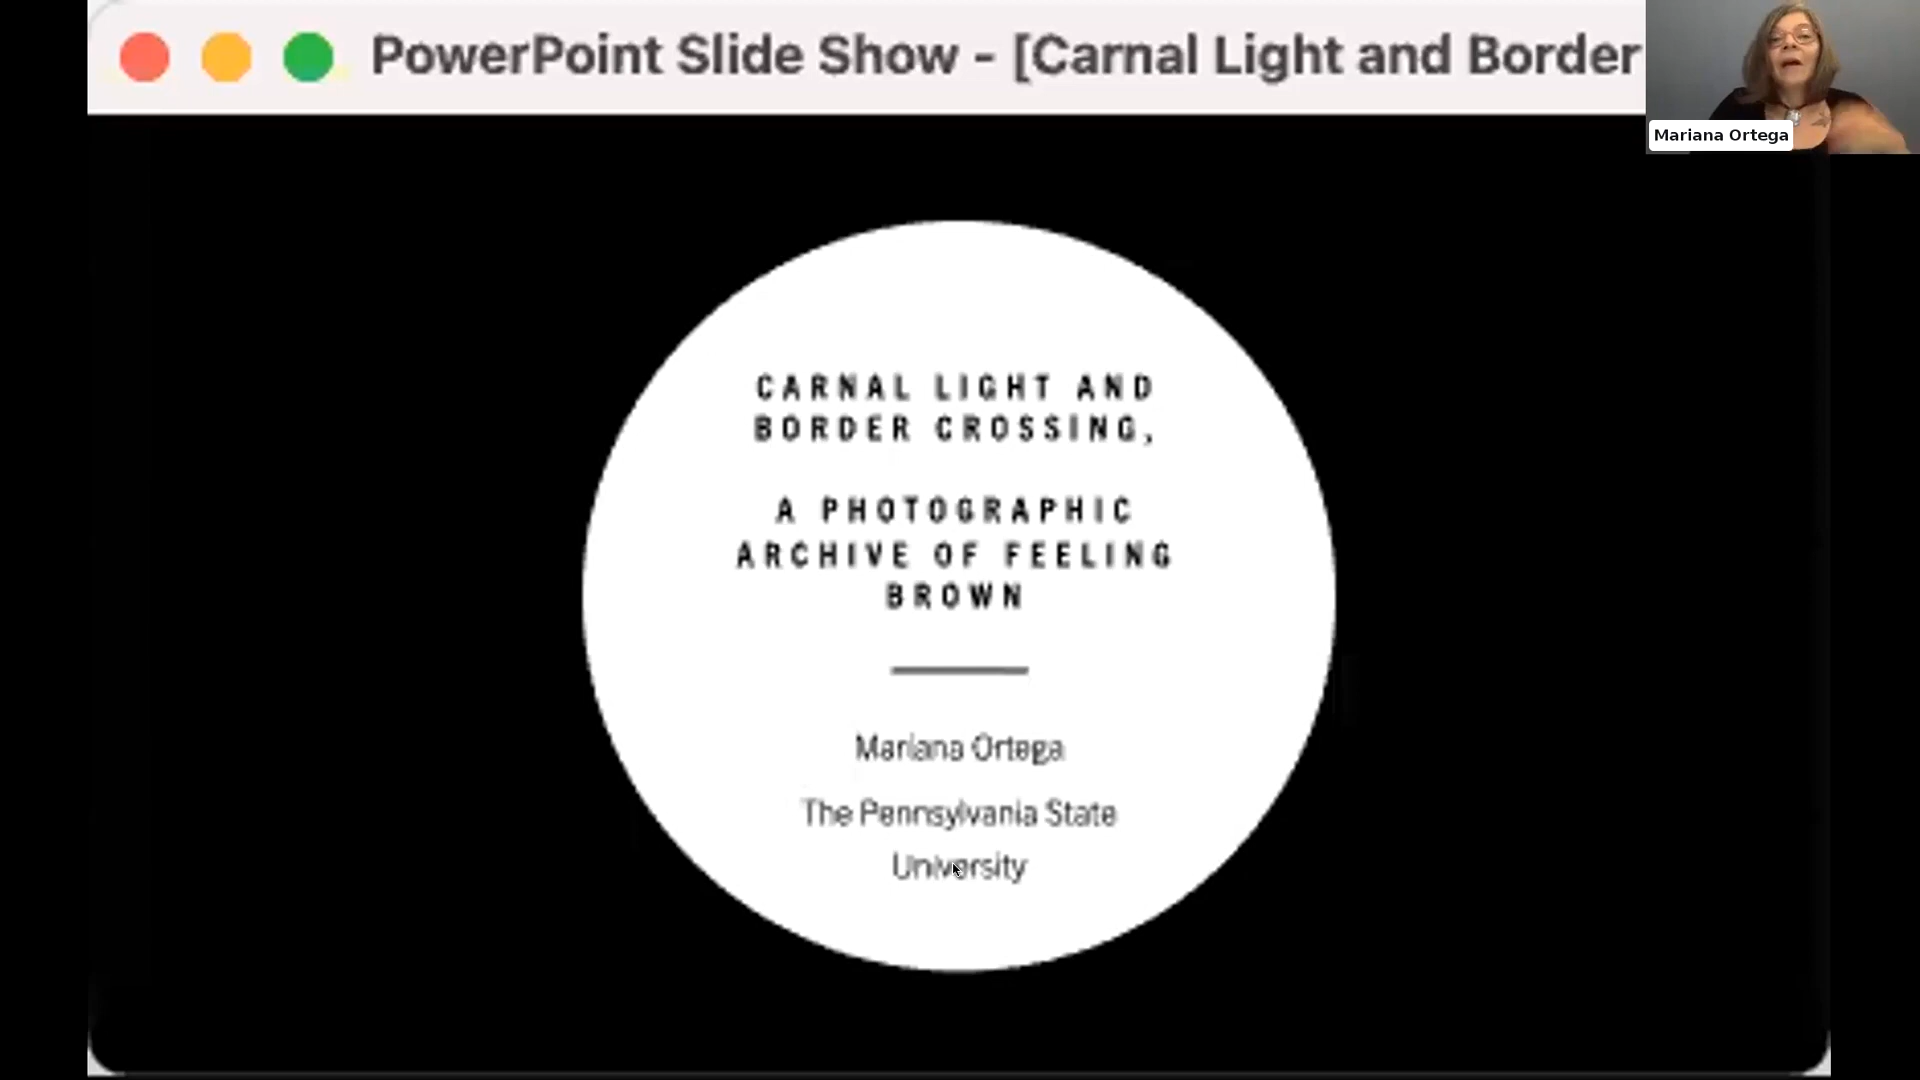 PowerPoint Slide Show - [Carnal Light and Border
Mariana Ortega
CARNAL LIGHT AND
BORDER CROSSING,
A PHOTOGRAPHIC
ARCHIVE OF FEELING
BROWN
Mariana Ortega
The Pennsylvania State
University